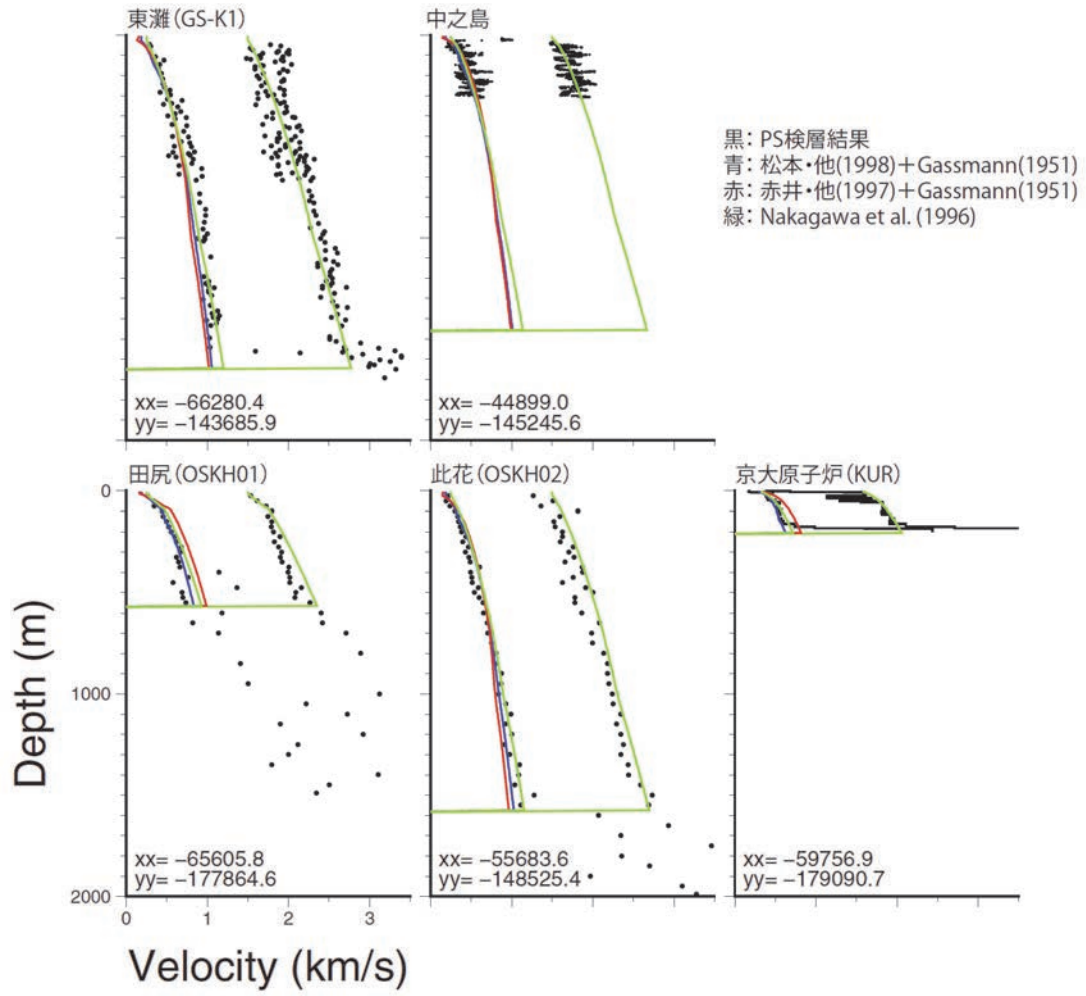 東灘(GS-K1)
中之島
黒: PS検層結果
青: 松本・他(1998)+Gassmann(1951)
赤: 赤井・他(1997)+Gassmann(1951)
緑: Nakagawa et al. (1996)
xx= −66280.4
yy= −143685.9
xx= −44899.0
yy= −145245.6
田尻(OSKH01)
此花(OSKH02)
京大原子炉(KUR)
0
1000
2000
Depth (m)
xx= −65605.8
yy= −177864.6
xx= −55683.6
yy= −148525.4
xx= −59756.9
yy= −179090.7
0 1 2 3
Velocity (km/s)